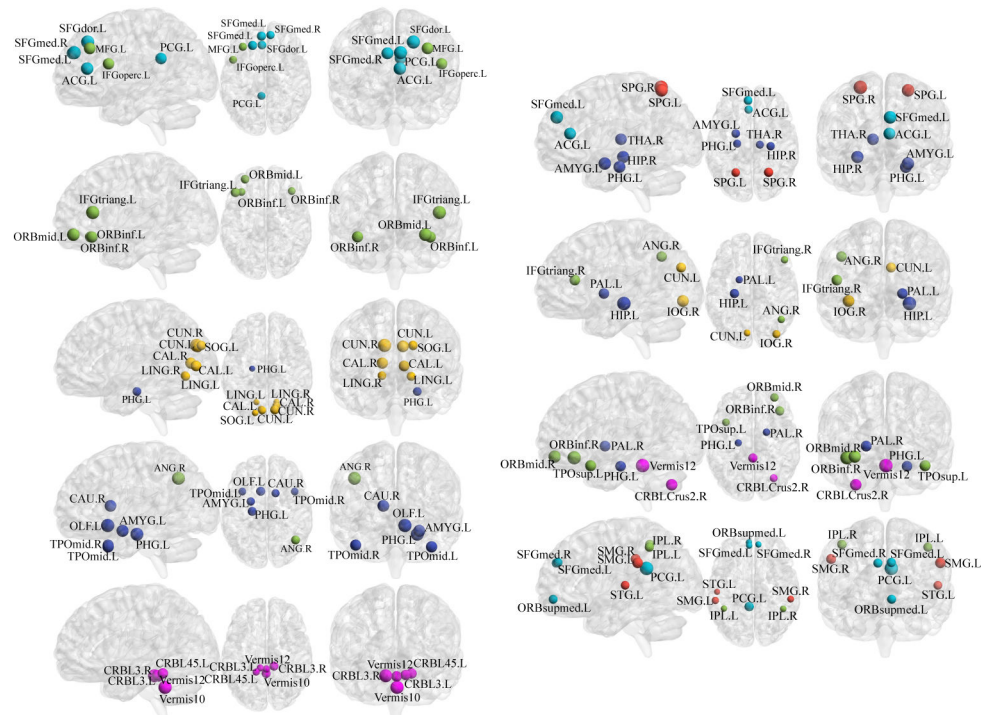 SFGdor.L
SFGmed.R
MFG.L
SFGmed.L
PCG.L
ACG.L
IFGoperc.L
SFGmed.L
SFGmed.R
MFG.L
SFGdor.L
IFGoperc.L
PCG.L
SFGdor.L
SFGmed.L
MFG.L
SFGmed.R
PCG.L
IFGoperc.L
ACG.L
IFGtriang.L
ORBmid.L
ORBinf.L
ORBinf.R
ORBmid.L
IFGtriang.L
ORBinf.R
ORBinf.L
IFGtriang.L
ORBmid.L
ORBinf.R
ORBinf.L
CUN.R
CUN.L
SOG.L
CAL.R
CAL.L
LING.R
LING.L
PHG.L
PHG.L
LING.L
LING.R
CAL.L
CAL.R
SOG.L
CUN.R
CUN.L
CUN.L
CUN.R
SOG.L
CAL.R
CAL.L
LING.R
LING.L
PHG.L
ANG.R
CAU.R
OLF.L
AMYG.L
PHG.L
TPOmid.R
TPOmid.L
OLF.L
CAU.R
TPOmid.L
TPOmid.R
AMYG.L
PHG.L
ANG.R
ANG.R
CAU.R
OLF.L
AMYG.L
PHG.L
TPOmid.R
TPOmid.L
CRBL45.L
CRBL3.R
CRBL3.L
Vermis12
Vermis10
Vermis12
CRBL3.L
CRBL3.R
CRBL45.L
Vermis10
CRBL45.L
Vermis12
CRBL3.R
CRBL3.L
Vermis10
SPG.R
SPG.L
SFGmed.L
ACG.L
THA.R
HIP.R
AMYG.L
PHG.L
SFGmed.L
ACG.L
AMYG.L
THA.R
PHG.L
HIP.R
SPG.L
SPG.R
SPG.R
SPG.L
SFGmed.L
THA.R
ACG.L
AMYG.L
HIP.R
PHG.L
ANG.R
CUN.L
IFGtriang.R
PAL.L
HIP.L
IOG.R
IFGtriang.R
PAL.L
HIP.L
ANG.R
CUN.L
IOG.R
ANG.R
CUN.L
IFGtriang.R
PAL.L
IOG.R
HIP.L
ORBinf.R
PAL.R
ORBmid.R
TPOsup.L
PHG.L
Vermis12
CRBLCrus2.R
ORBmid.R
ORBinf.R
TPOsup.L
PAL.R
PHG.L
Vermis12
CRBLCrus2.R
PAL.R
ORBmid.R
ORBinf.R
Vermis12
PHG.L
TPOsup.L
CRBLCrus2.R
IPL.R
SMG.R
IPL.L
SFGmed.R
SMG.L
SFGmed.L
PCG.L
STG.L
ORBsupmed.L
ORBsupmed.L
SFGmed.L
SFGmed.R
STG.L
SMG.R
SMG.L
PCG.L
IPL.L
IPL.R
IPL.R
IPL.L
SFGmed.R
SFGmed.L
SMG.R
SMG.L
PCG.L
STG.L
ORBsupmed.L